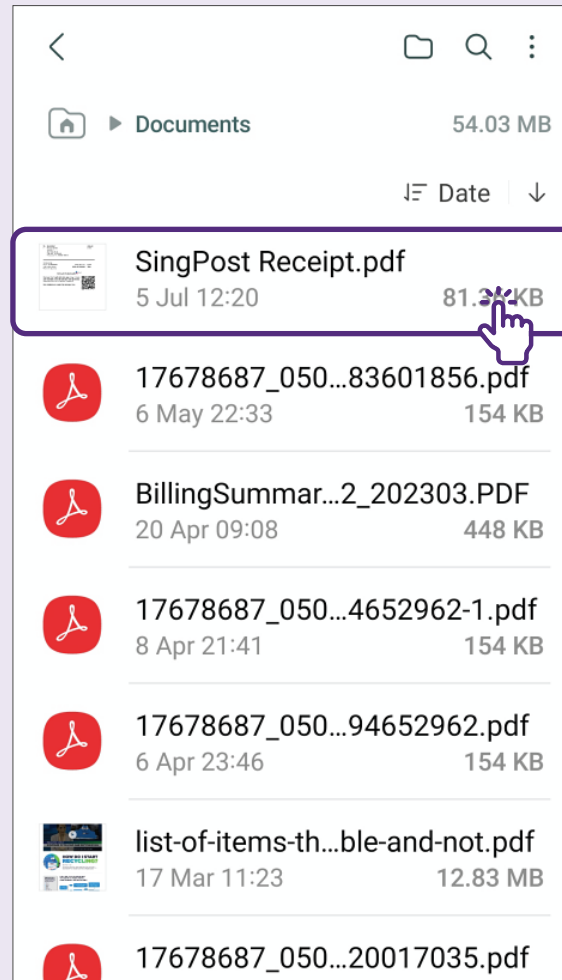 Documents 54.03 MB
Date
SingPost Receipt.pdf
5 Jul 12:20 81.36 KB
17678687_050...83601856.pdf
6 May 22:33 154 KB
BillingSummar...2_202303.PDF
20 Apr 09:08 448 KB
17678687_050...4652962-1.pdf
8 Apr 21:41 154 KB
17678687_050...94652962.pdf
6 Apr 23:46 154 KB
list-of-items-th...ble-and-not.pdf
17 Mar 11:23 12.83 MB
17678687_050...20017035.pdf